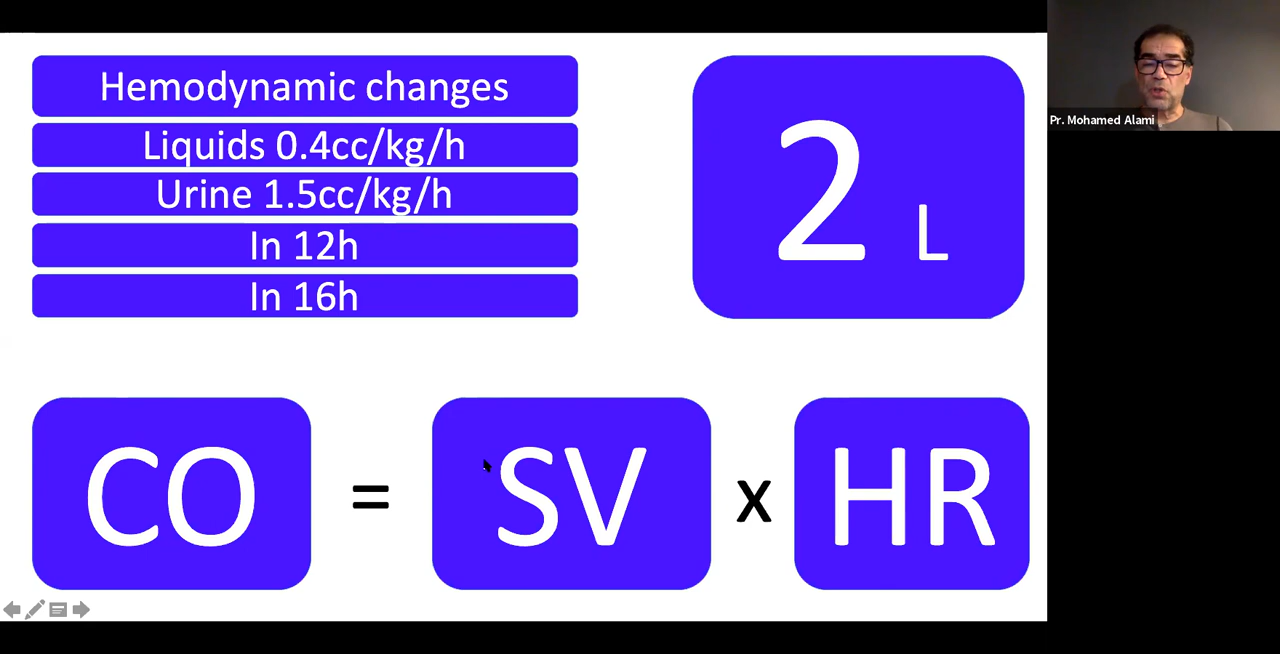 Hemodynamic changes
Liquids 0.4cc/kg/h
Urine 1.5cc/kg/h
In 12h
In 16h
2 L
CO = SV x HR
Pr. Mohamed Alami